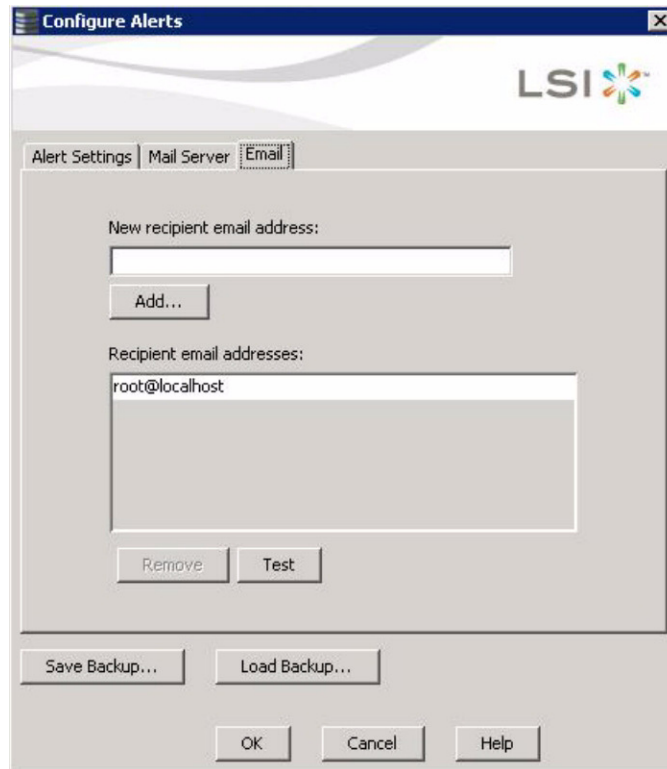 Configure Alerts
LSI
Alert Settings Mail Server Email
New recipient email address:
Add...
Recipient email addresses:
root@localhost
Remove Test
Save Backup... Load Backup...
OK Cancel Help